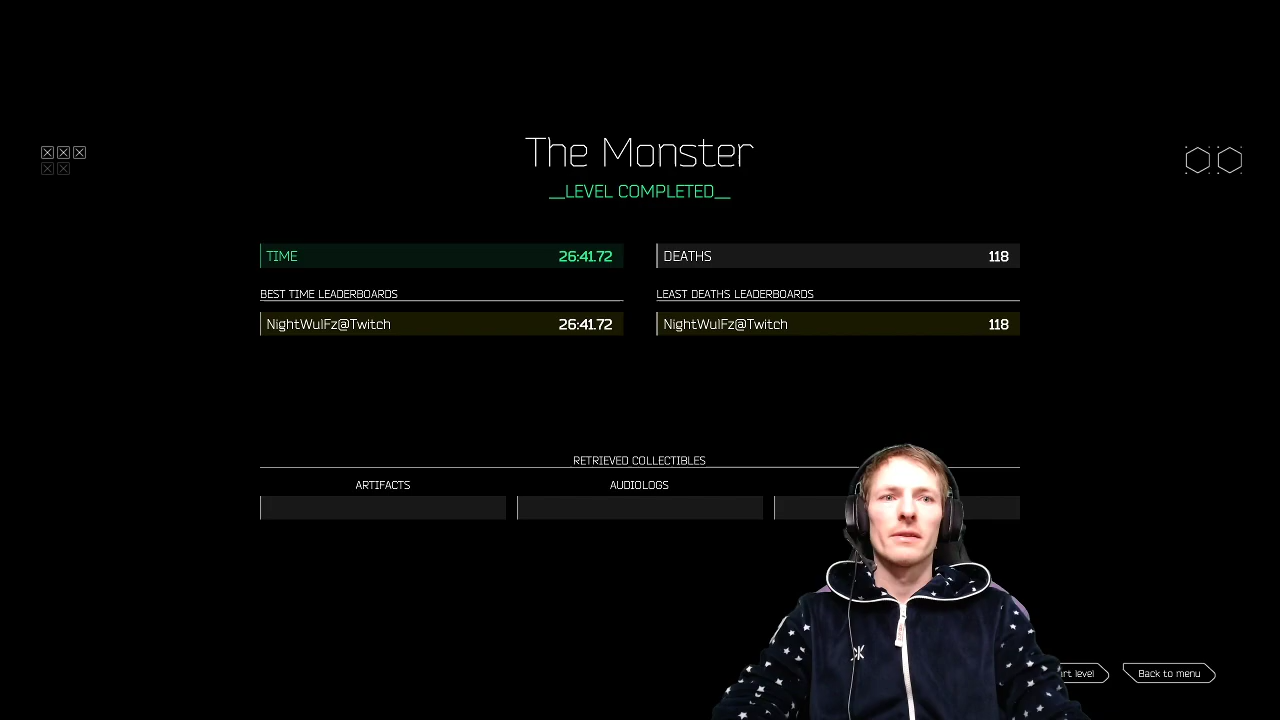 The Monster
__LEVEL COMPLETED__
TIME 26:41.72
DEATHS 118
BEST TIME LEADERBOARDS
LEAST DEATHS LEADERBOARDS
NightWulFz@Twitch 26:41.72
NightWulFz@Twitch 118
RETRIEVED COLLECTIBLES
ARTIFACTS
AUDIOLOGS
level
Back to menu